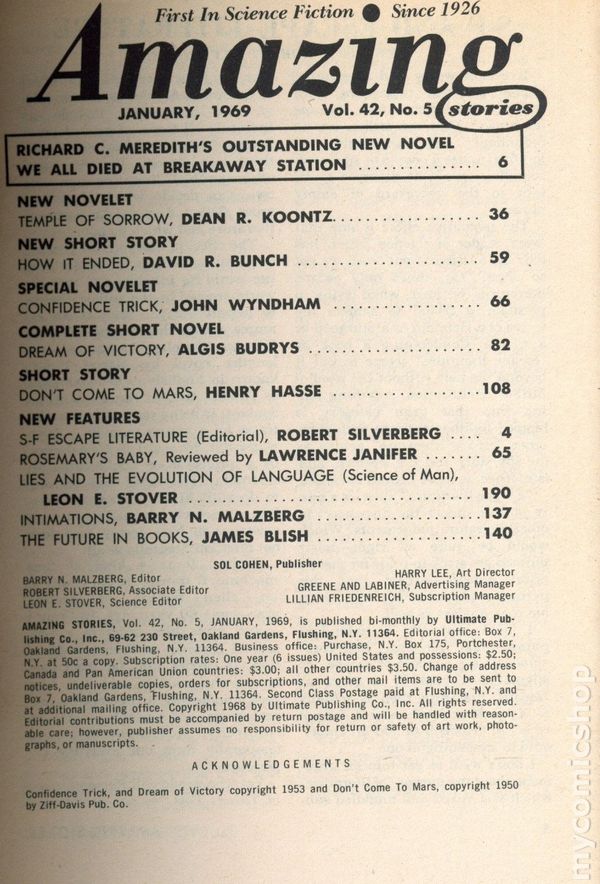 First In Science Fiction ● Since 1926
Amazing
stories
JANUARY, 1969 Vol. 42, No. 5
RICHARD C. MEREDITH'S OUTSTANDING NEW NOVEL
WE ALL DIED AT BREAKAWAY STATION ............... 6
NEW NOVELET
TEMPLE OF SORROW, DEAN R. KOONTZ................ 36
NEW SHORT STORY
HOW IT ENDED, DAVID R. BUNCH .................... 59
SPECIAL NOVELET
CONFIDENCE TRICK, JOHN WYNDHAM ................. 66
COMPLETE SHORT NOVEL
DREAM OF VICTORY, ALGIS BUDRYS ................... 82
SHORT STORY
DON'T COME TO MARS, HENRY HASSE ..................108
NEW FEATURES
S-F ESCAPE LITERATURE (Editorial), ROBERT SILVERBERG .... 4
ROSEMARY'S BABY, Reviewed by LAWRENCE JANIFER ....... 65
LIES AND THE EVOLUTION OF LANGUAGE (Science of Man),
LEON E. STOVER .................................. 190
INTIMATIONS, BARRY N. MALZBERG ................... 137
THE FUTURE IN BOOKS, JAMES BLISH .................. 140
SOL COHEN, Publisher
BARRY N. MALZBERG, Editor
ROBERT SILVERBERG, Associate Editor
LEON E. STOVER, Science Editor
HARRY LEE, Art Director
GREENE AND LABINER, Advertising Manager
LILLIAN FRIEDENREICH, Subscription Manager
AMAZING STORIES, Vol. 42, No. 5, JANUARY, 1969, is published bi-monthly by Ultimate Pub-
lishing Co., Inc., 69-62 230 Street, Oakland Gardens, Flushing, N.Y. 11364. Editorial office: Box 7,
Oakland Gardens, Flushing, N.Y. 11364. Business office: Purchase, N.Y. Box 175, Portchester,
N.Y. at 50c a copy. Subscription rates: One year (6 issues) United States and possessions: $2.50;
Canada and Pan American Union countries: $3.00; all other countries $3.50. Change of address
notices, undeliverable copies, orders for subscriptions, and other mail items are to be sent to
Box 7, Oakland Gardens, Flushing, N.Y. 11364. Second Class Postage paid at Flushing, N.Y. and
at additional mailing office. Copyright 1968 by Ultimate Publishing Co., Inc. All rights reserved.
Editorial contributions must be accompanied by return postage and will be handled with reason-
able care; however, publisher assumes no responsibility for return or safety of art work, photo-
graphs, or manuscripts.
ACKNOWLEDGEMENTS
Confidence Trick, and Dream of Victory copyright 1953 and Don't Come To Mars, copyright 1950
by Ziff-Davis Pub. Co.
mycomicshop